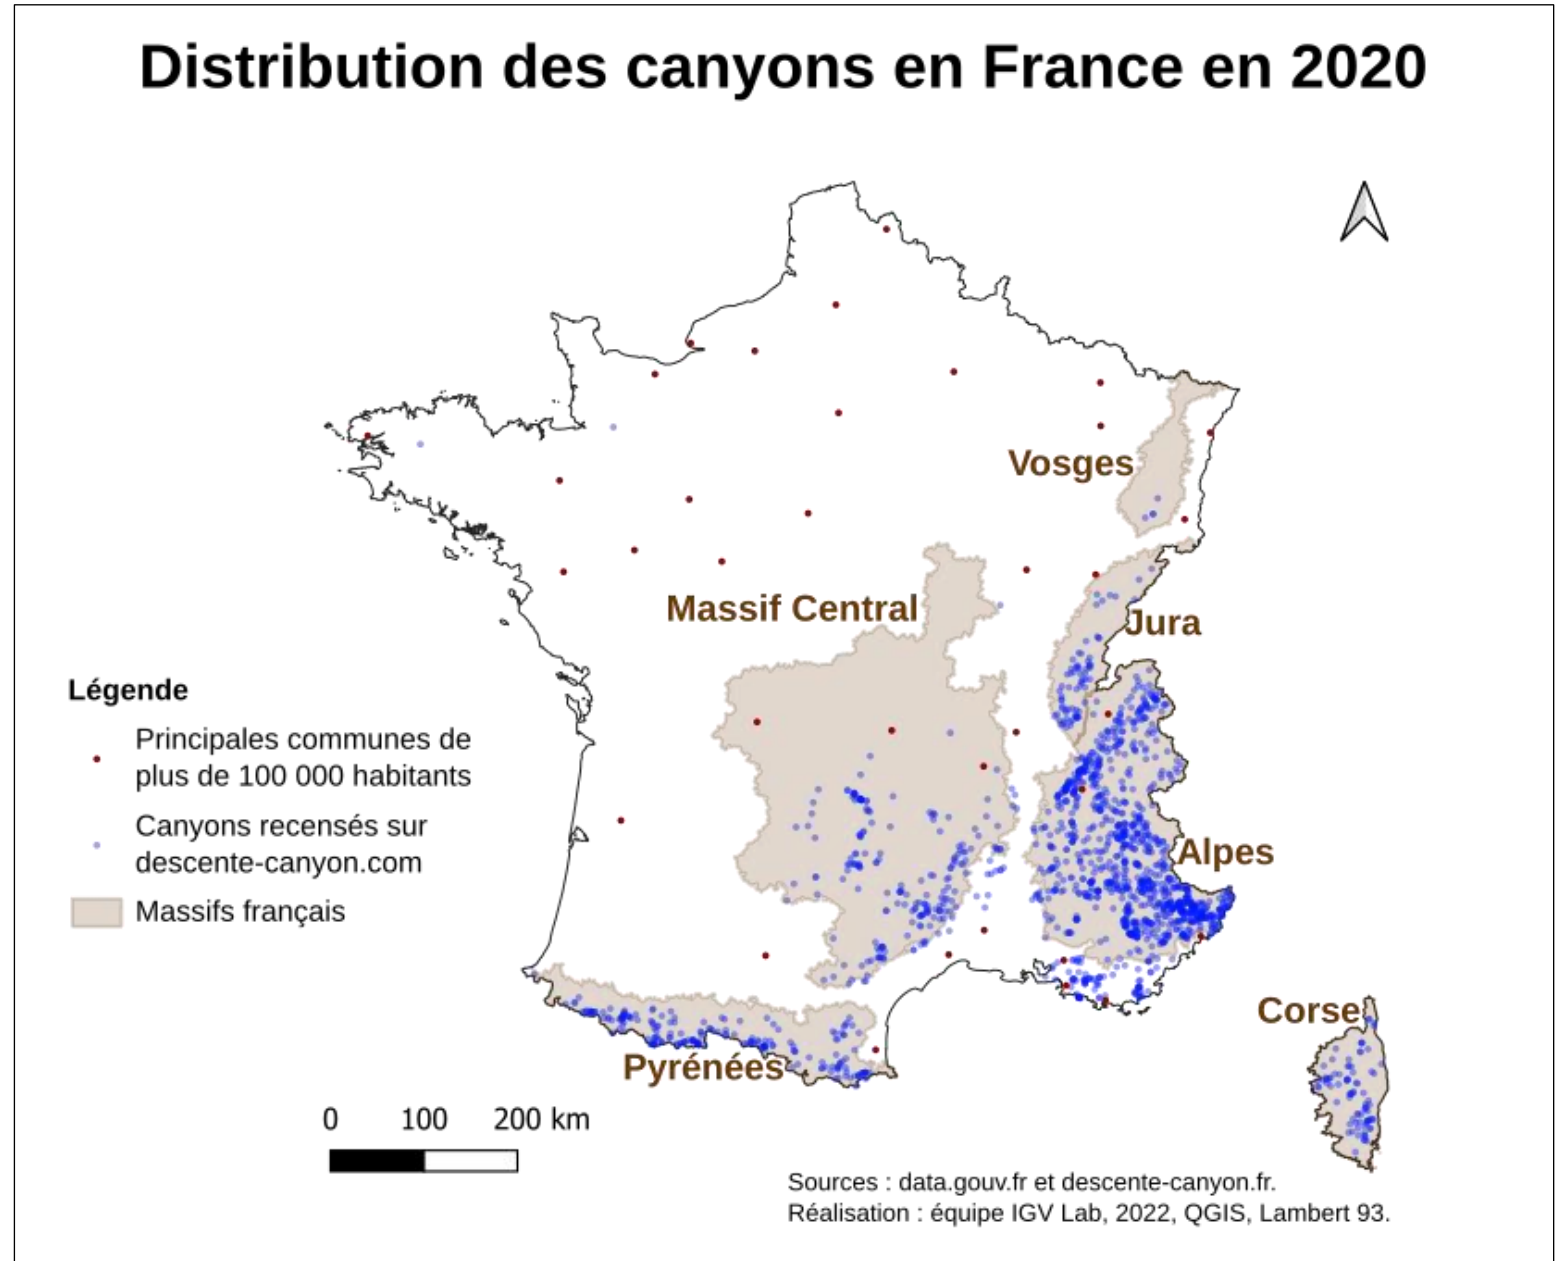 Distribution des canyons en France en 2020
Vosges
Massif Central
Jura
Légende
Principales communes de
plus de 100 000 habitants
Canyons recensés sur
descente-canyon.com
Massifs français
Alpes
Corse
Pyrénées
0 100 200 km
Sources : data.gouv.fr et descente-canyon.fr.
Réalisation : équipe IGV Lab, 2022, QGIS, Lambert 93.